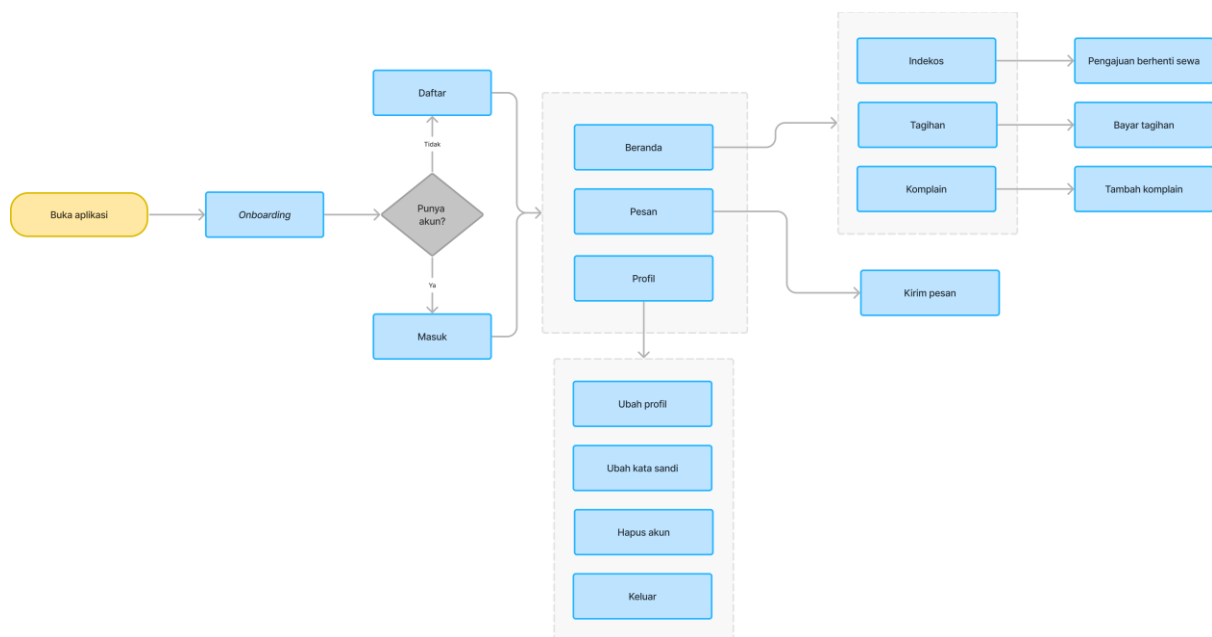 Buka aplikasi
Onboarding
Punya
akun?
Tidak
Daftar
Ya
Masuk
Beranda
Pesan
Profil
Indekos
Tagihan
Komplain
Pengajuan berhenti sewa
Bayar tagihan
Tambah komplain
Kirim pesan
Ubah profil
Ubah kata sandi
Hapus akun
Keluar